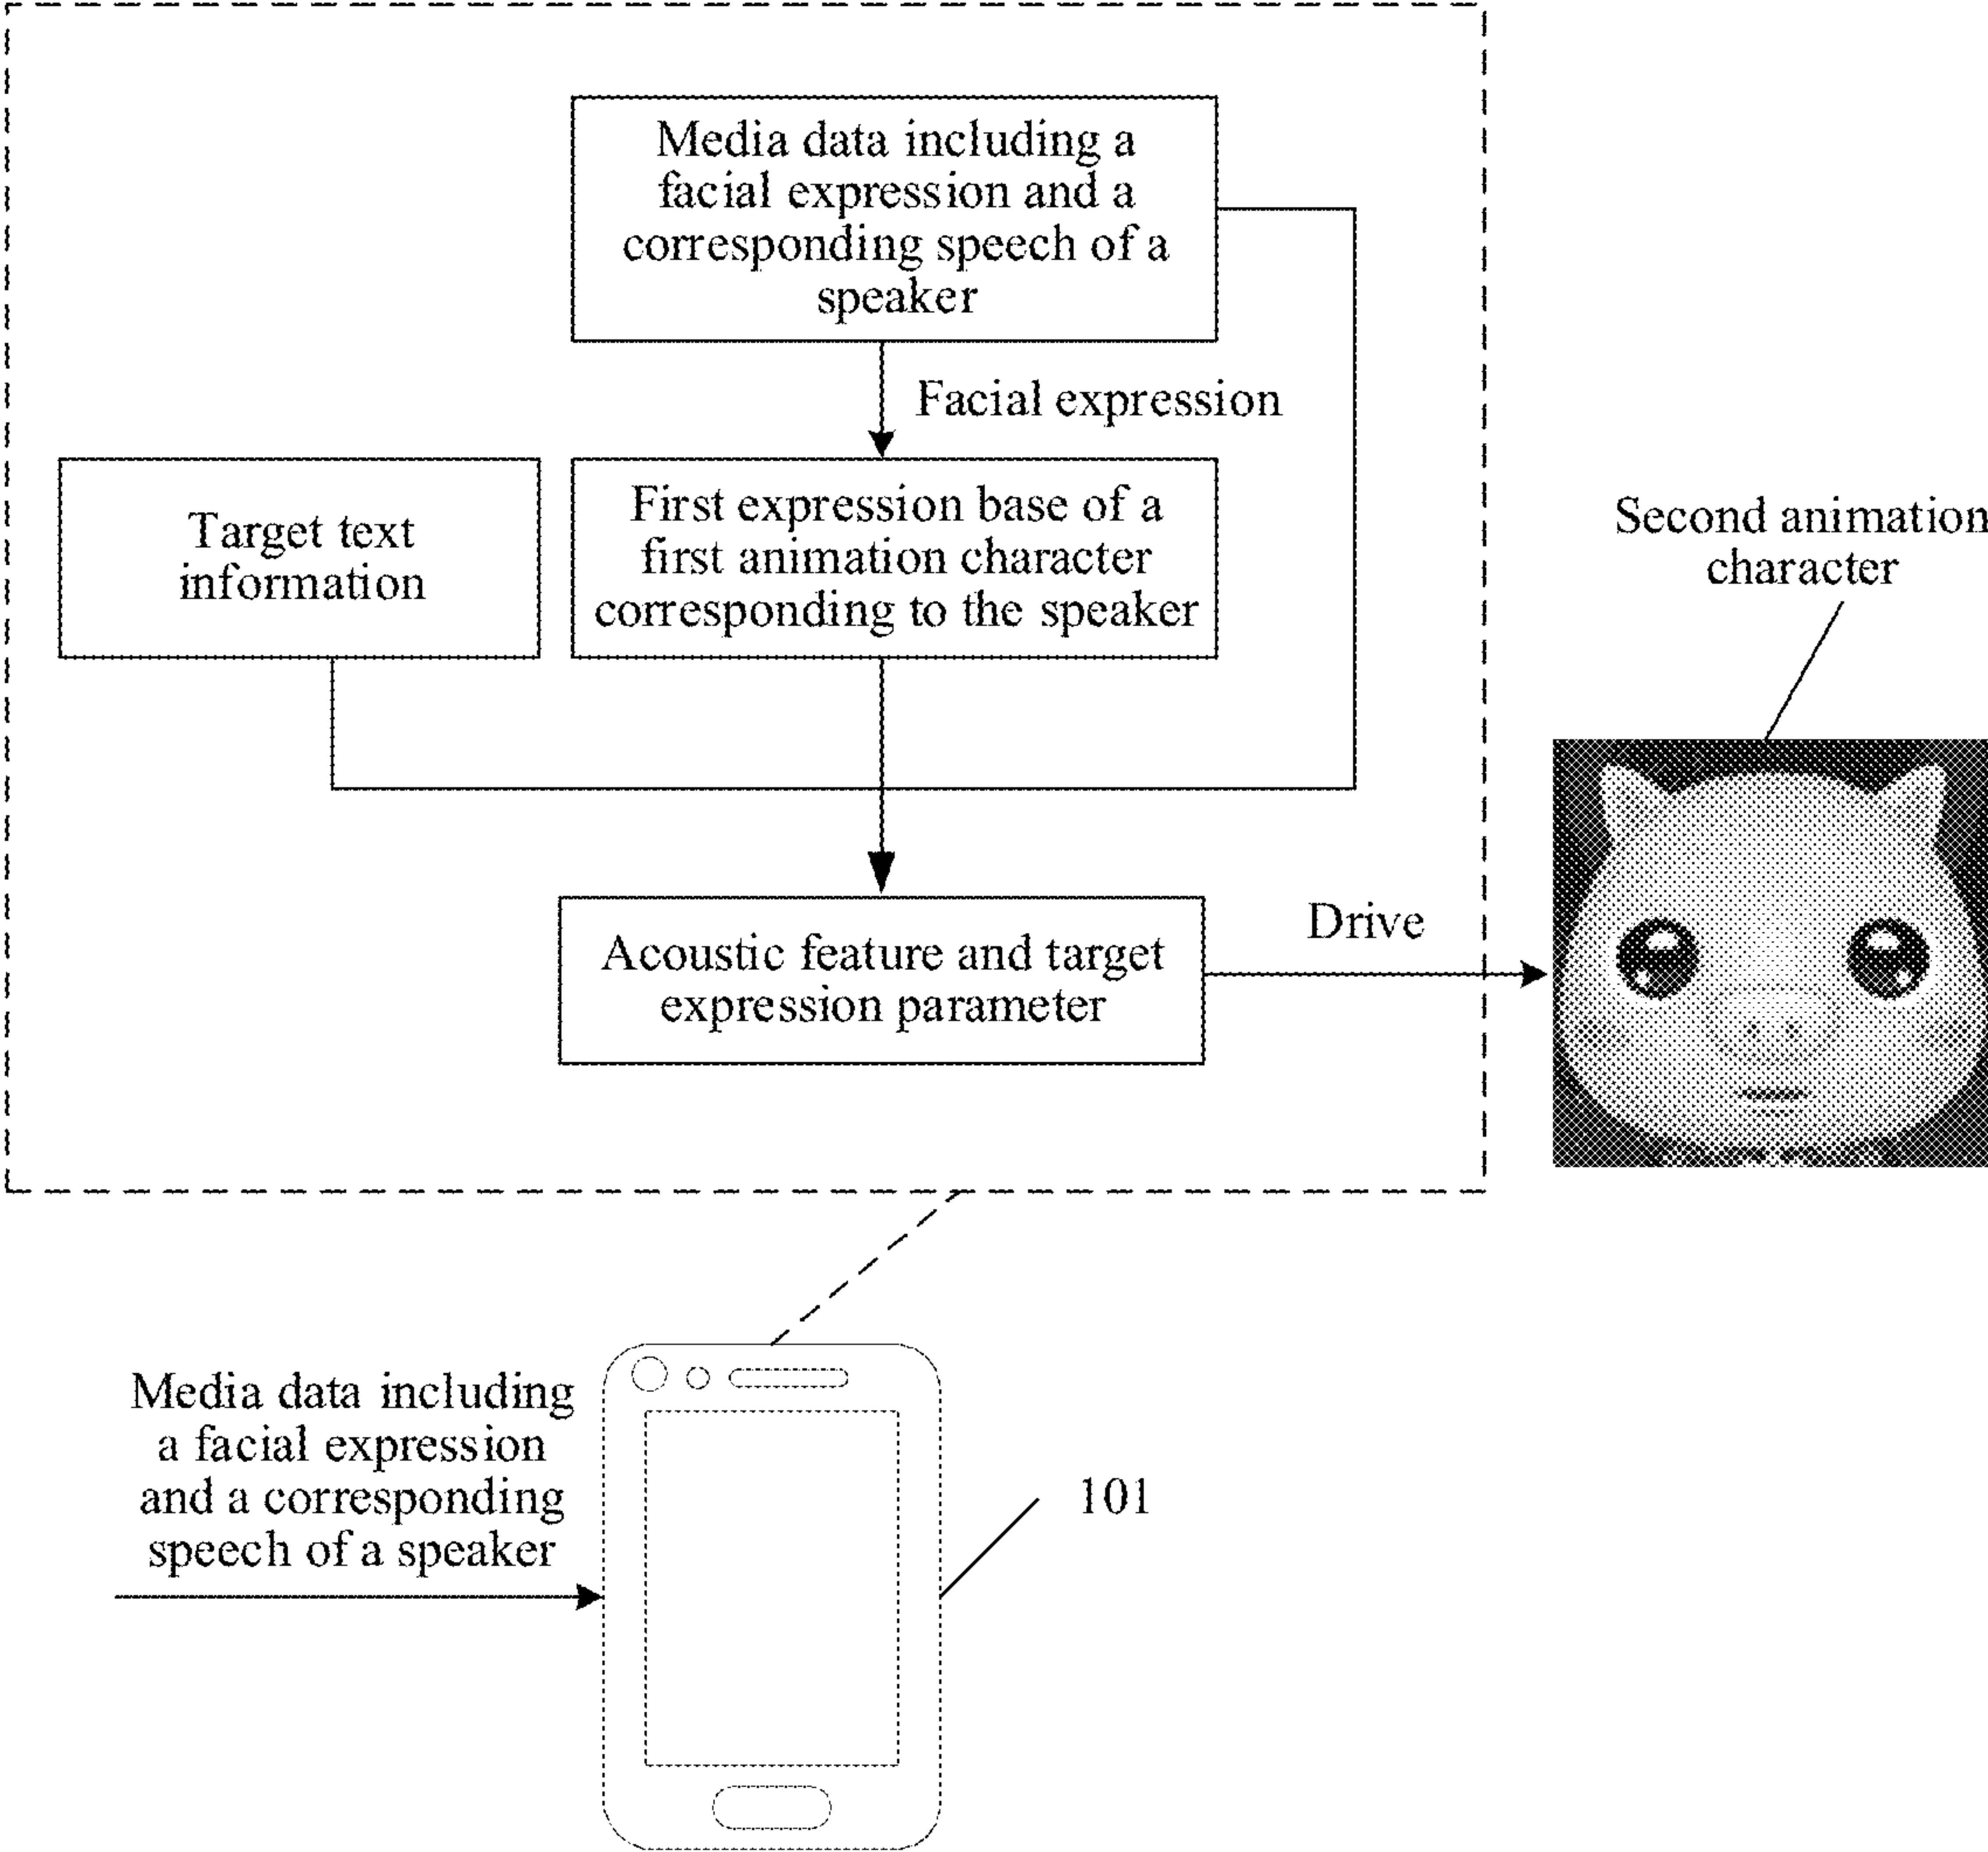 Media data including a
facial expression and a
corresponding speech of a
speaker
Facial expression
Target text
information
First expression base of a
first animation character
corresponding to the speaker
Second animation
character
Acoustic feature and target
expression parameter
Drive
Media data including
a facial expression
and a corresponding
speech of a speaker
101